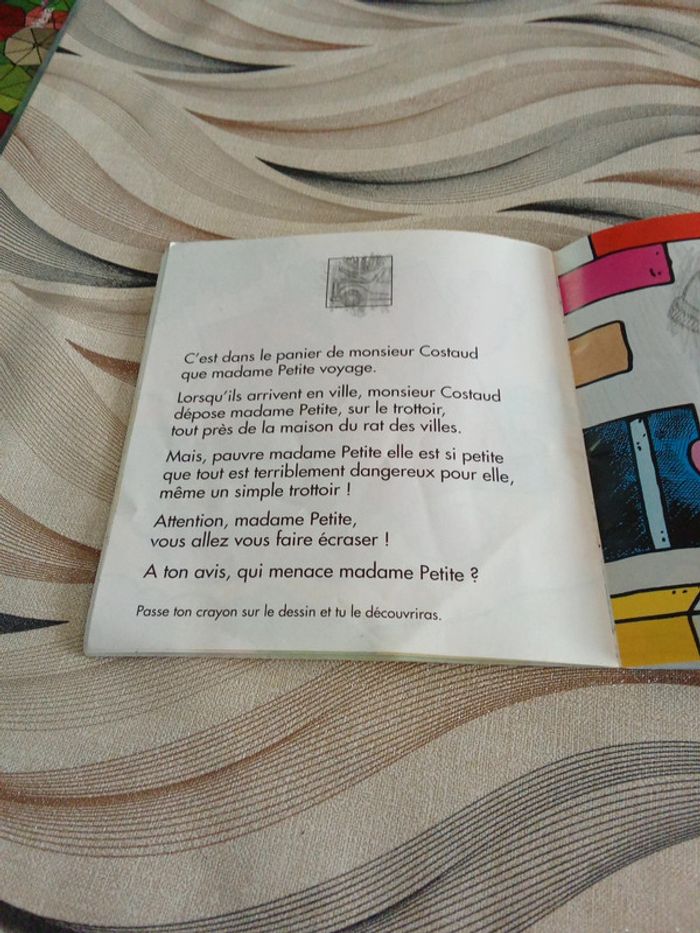 C'est dans le panier de monsieur Costaud
que madame Petite voyage.
Lorsqu'ils arrivent en ville, monsieur Costaud
dépose madame Petite, sur le trottoir,
tout près de la maison du rat des villes.
Mais, pauvre madame Petite elle est si petite
que tout est terriblement dangereux pour elle,
même un simple trottoir !
Attention, madame Petite,
vous allez vous faire écraser !
A ton avis, qui menace madame Petite ?
Passe ton crayon sur le dessin et tu le découvriras.